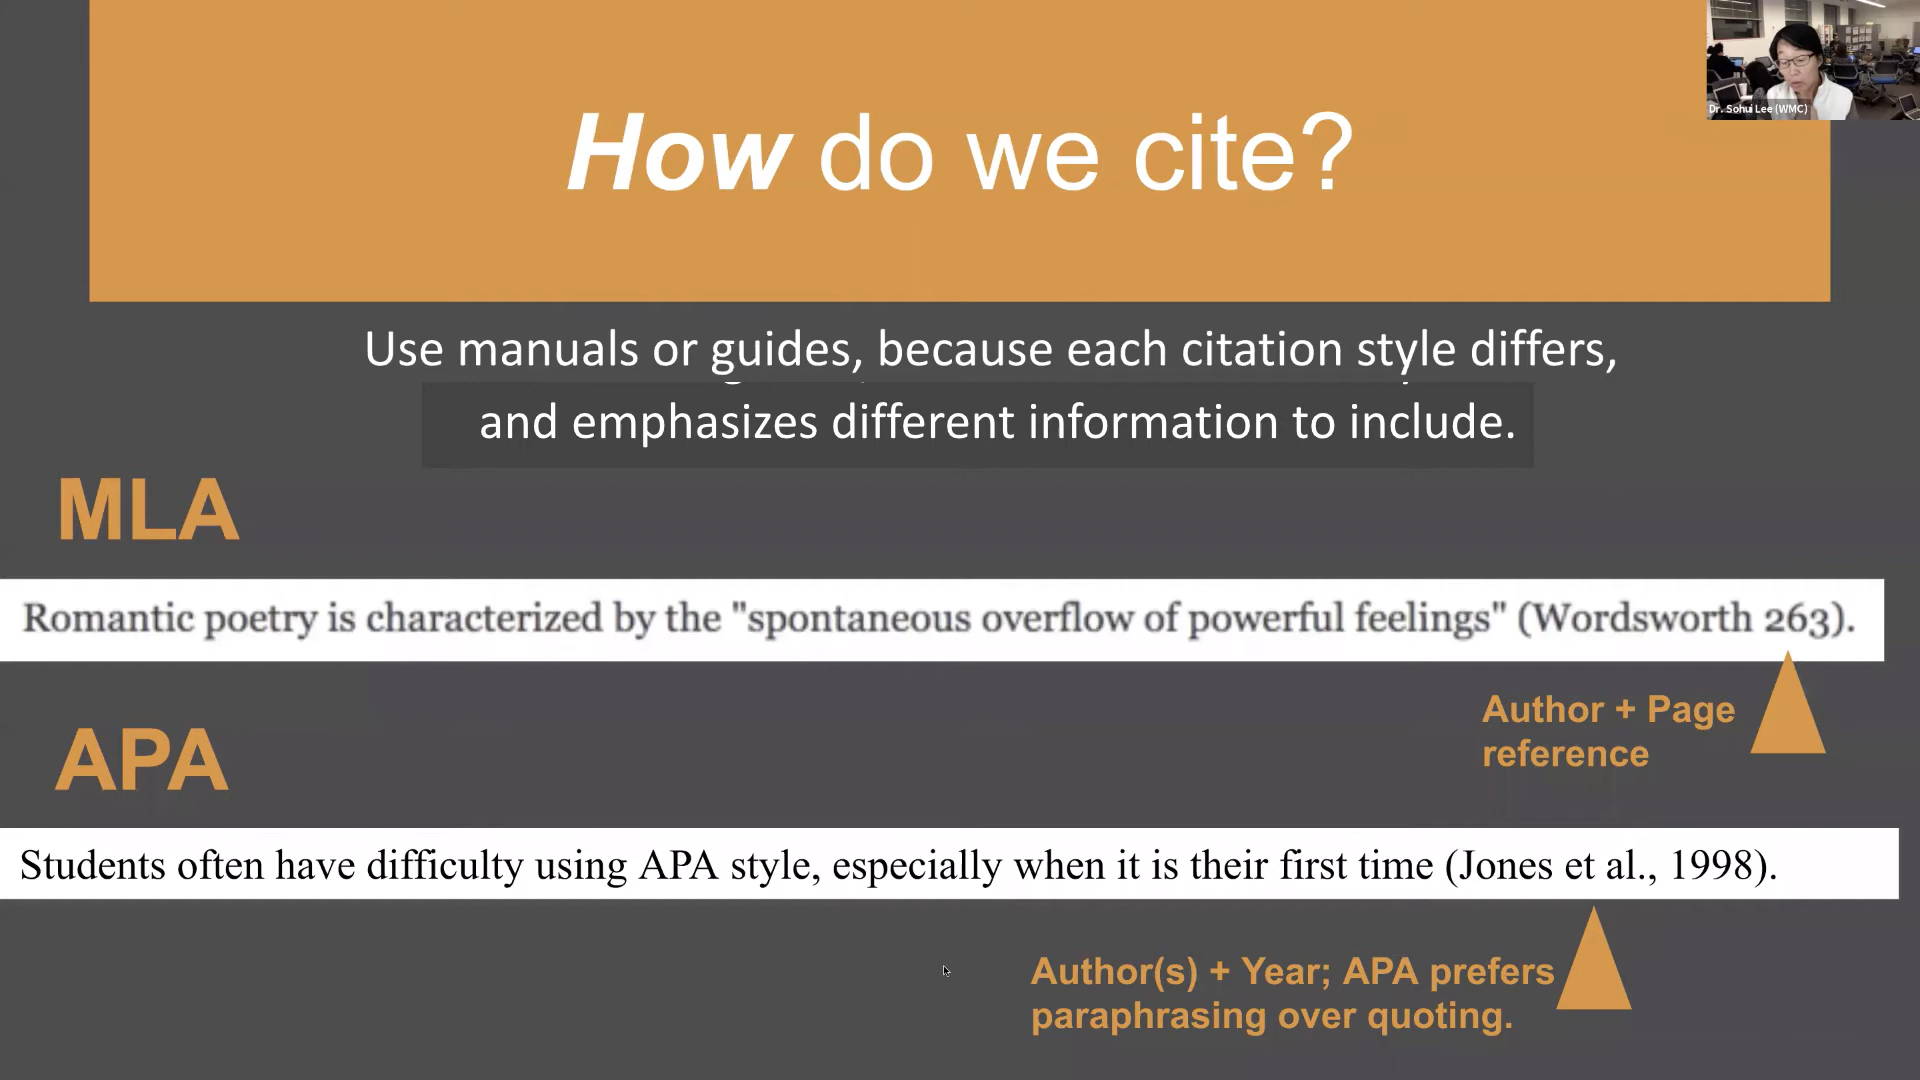 How do we cite?
Dr. Sohui Lee (WMC)
Use manuals or guides, because each citation style differs,
and emphasizes different information to include.
MLA
Romantic poetry is characterized by the "spontaneous overflow of powerful feelings" (Wordsworth 263).
Author + Page
reference
APA
Students often have difficulty using APA style, especially when it is their first time (Jones et al., 1998).
Author(s) + Year; APA prefers
paraphrasing over quoting.